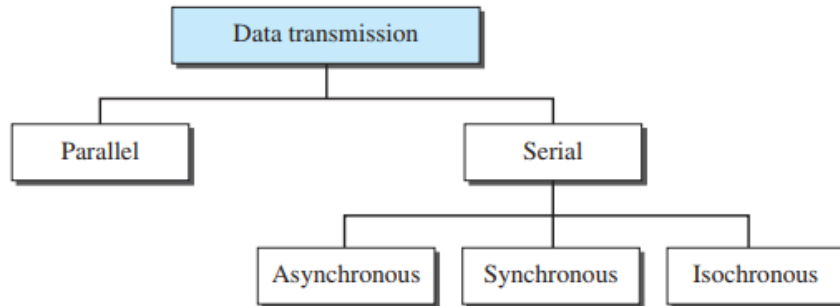 Data transmission
Parallel
Serial
Asynchronous
Synchronous
Isochronous